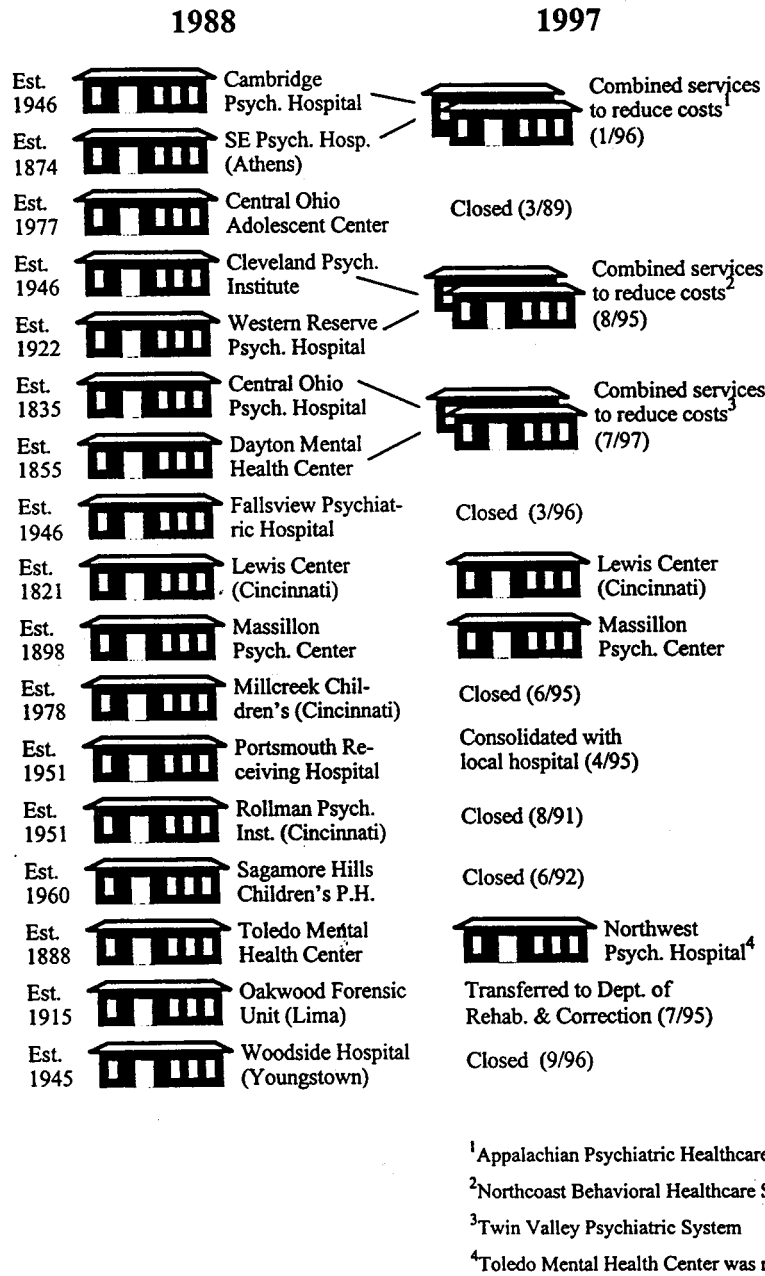 1988 1997
Est. Cambridge Combined services
1946 Psych. Hospital to reduce costs1
(1/96)
Est. SE Psych. Hosp.
1874 (Athens)
Est. Central Ohio Closed (3/89)
1977 Adolescent Center
Est. Cleveland Psych. Combined services
1946 Institute to reduce costs2
(8/95)
Est. Western Reserve
1922 Psych. Hospital
Est. Central Ohio Combined services
1835 Psych. Hospital to reduce costs3
(7/97)
Est. Dayton Mental
1855 Health Center
Est. Fallsview Psychiat- Closed (3/96)
1946 ric Hospital
Est. Lewis Center Lewis Center
1821 (Cincinnati) (Cincinnati)
Est. Massillon Massillon
1898 Psych. Center Psych. Center
Est. Millcreek Chil- Closed (6/95)
1978 dren's (Cincinnati)
Est. Portsmouth Re- Consolidated with
1951 ceiving Hospital local hospital (4/95)
Est. Rollman Psych. Closed (8/91)
1951 Inst. (Cincinnati)
Est. Sagamore Hills Closed (6/92)
1960 Children's P.H.
Est. Toledo Mental Northwest
1888 Health Center Psych. Hospital4
Est. Oakwood Forensic Transferred to Dept. of
1915 Unit (Lima) Rehab. & Correction (7/95)
Est. Woodside Hospital Closed (9/96)
1945 (Youngstown)
1Appalachian Psychiatric Healthcare
2Northcoast Behavioral Healthcare
3Twin Valley Psychiatric System
4Toledo Mental Health Center was